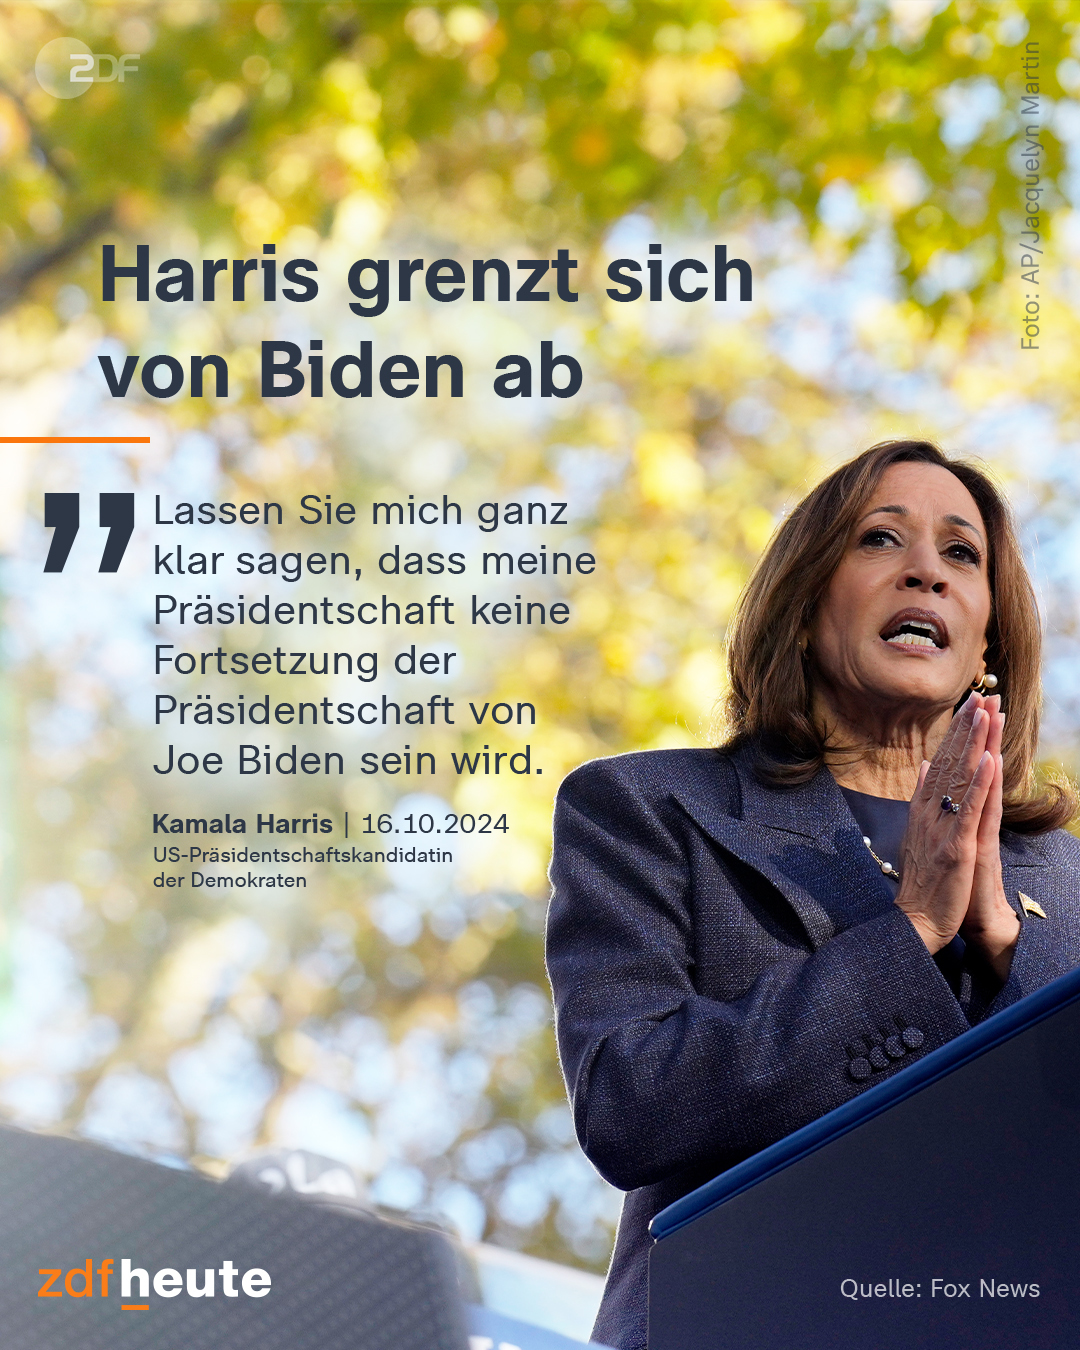 ZDF
Foto: AP/Jacquelyn Martin
Harris grenzt sich
von Biden ab
”
Lassen Sie mich ganz
klar sagen, dass meine
Präsidentschaft keine
Fortsetzung der
Präsidentschaft von
Joe Biden sein wird.
Kamala Harris | 16.10.2024
US-Präsidentschaftskandidatin
der Demokraten
zdfheute
Quelle: Fox News